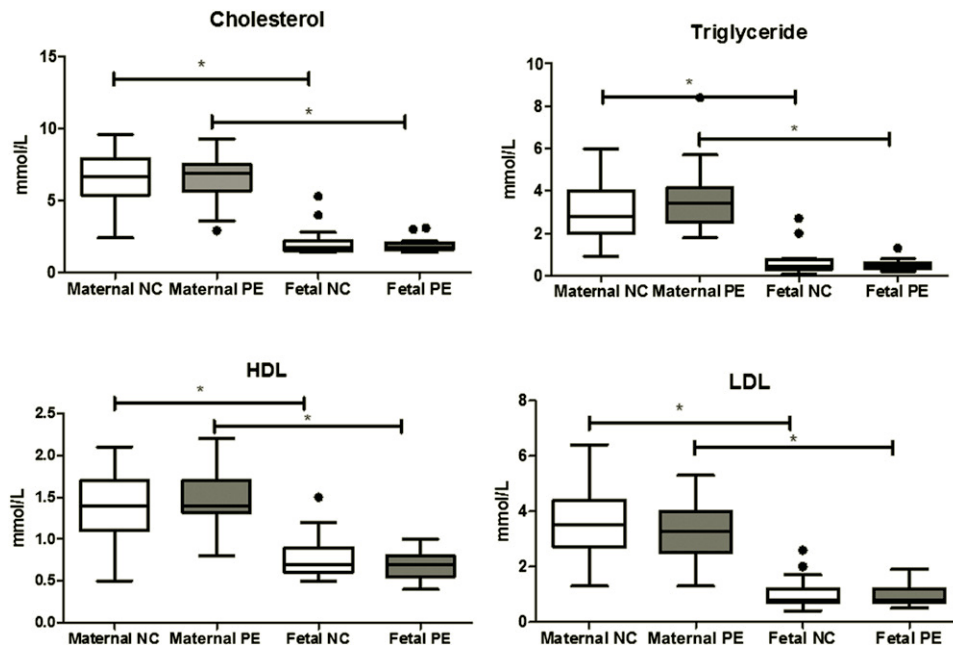 Cholesterol
15
10
5
0
mmol/L
*
*
Maternal NC Maternal PE Fetal NC Fetal PE
Triglyceride
10
8
6
4
2
0
mmol/L
*
*
Maternal NC Maternal PE Fetal NC Fetal PE
HDL
2.5
2.0
1.5
1.0
0.5
0.0
mmol/L
*
*
Maternal NC Maternal PE Fetal NC Fetal PE
LDL
8
6
4
2
0
mmol/L
*
*
Maternal NC Maternal PE Fetal NC Fetal PE